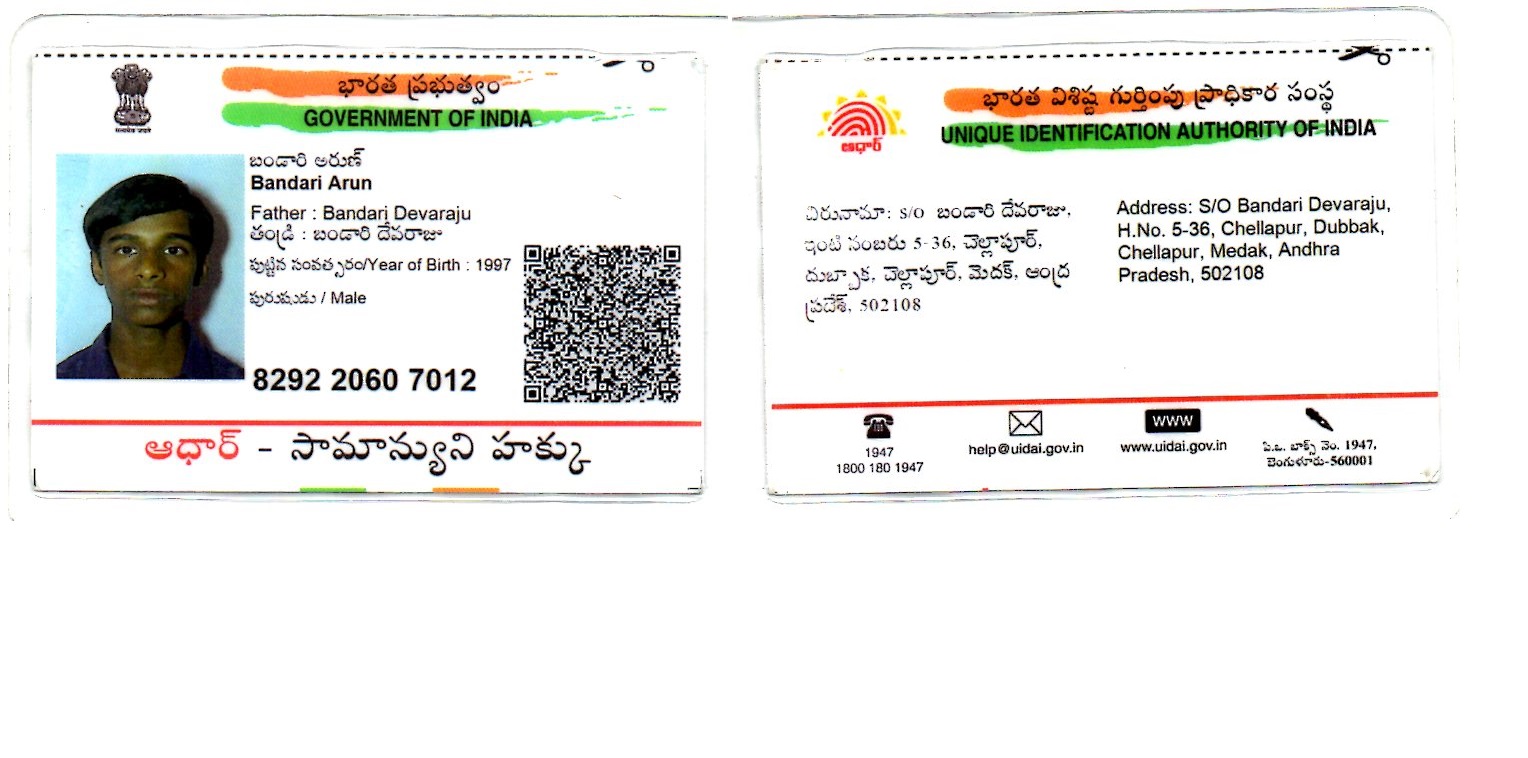 భారత ప్రభుత్వం
GOVERNMENT OF INDIA
सत्यमेव जयते
బండారి అరుణ్
Bandari Arun
Father : Bandari Devaraju
తండ్రి : బండారి దేవరాజు
పుట్టిన సంవత్సరం/Year of Birth : 1997
పురుషుడు / Male
8292 2060 7012
ఆధార్ - సామాన్యుని హక్కు
భారత విశిష్ట గుర్తింపు ప్రాధికార సంస్థ
UNIQUE IDENTIFICATION AUTHORITY OF INDIA
ఆధార్
చిరునామా: S/O బండారి దేవరాజు,
ఇంటి నంబరు 5-36, చెల్లాపూర్,
దుబ్బాక, చెల్లాపూర్, మెదక్, ఆంధ్ర
ప్రదేశ్, 502108
Address: S/O Bandari Devaraju,
H.No. 5-36, Chellapur, Dubbak,
Chellapur, Medak, Andhra
Pradesh, 502108
1947
1800 180 1947
help@uidai.gov.in
WWW
www.uidai.gov.in
పి.ఒ. బాక్స్ నెం. 1947,
బెంగుళూరు-560001